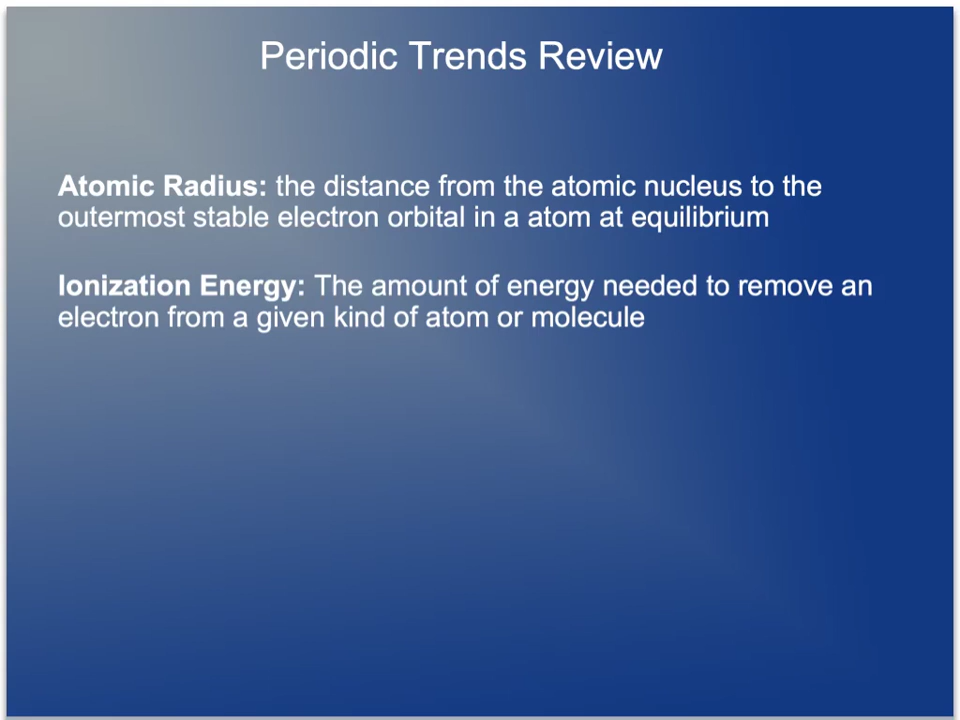 Periodic Trends Review
Atomic Radius: the distance from the atomic nucleus to the
outermost stable electron orbital in a atom at equilibrium
Ionization Energy: The amount of energy needed to remove an
electron from a given kind of atom or molecule